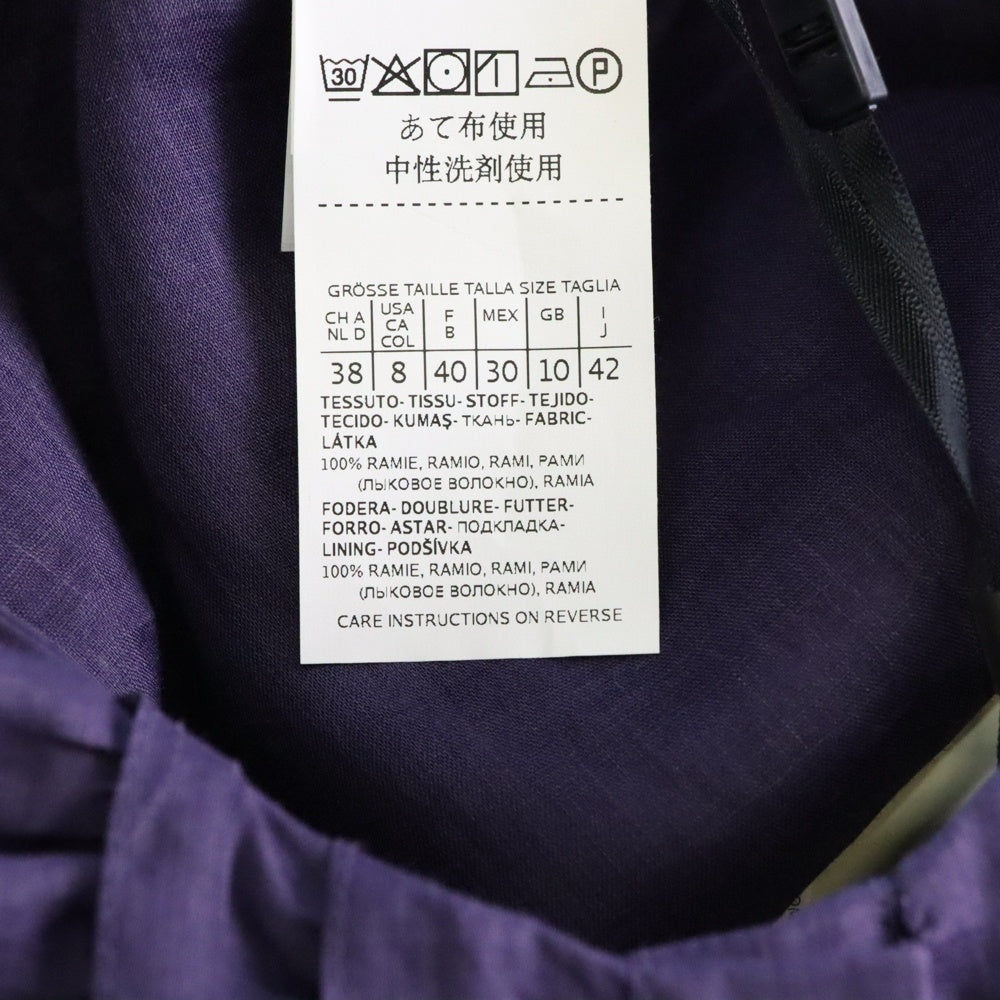 30 P
あて布使用
中性洗剤使用
GRÖSSE TAILLE TALLA SIZE TAGLIA
CH A NL D USA CA COL F B MEX GB I J
38 8 40 30 10 42
TESSUTO- TISSU- STOFF- TEJIDO-
TECIDO- KUMAŞ- ТКАНЬ- FABRIC-
LÁTKA
100% RAMIE, RAMIO, RAMI, РАМИ
(ЛЫКОВОЕ ВОЛОКНО), RAMIA
FODERA- DOUBLURE- FUTTER-
FORRO- ASTAR- ПОДКЛАДКА-
LINING- PODŠÍVKA
100% RAMIE, RAMIO, RAMI, РАМИ
(ЛЫКОВОЕ ВОЛОКНО), RAMIA
CARE INSTRUCTIONS ON REVERSE